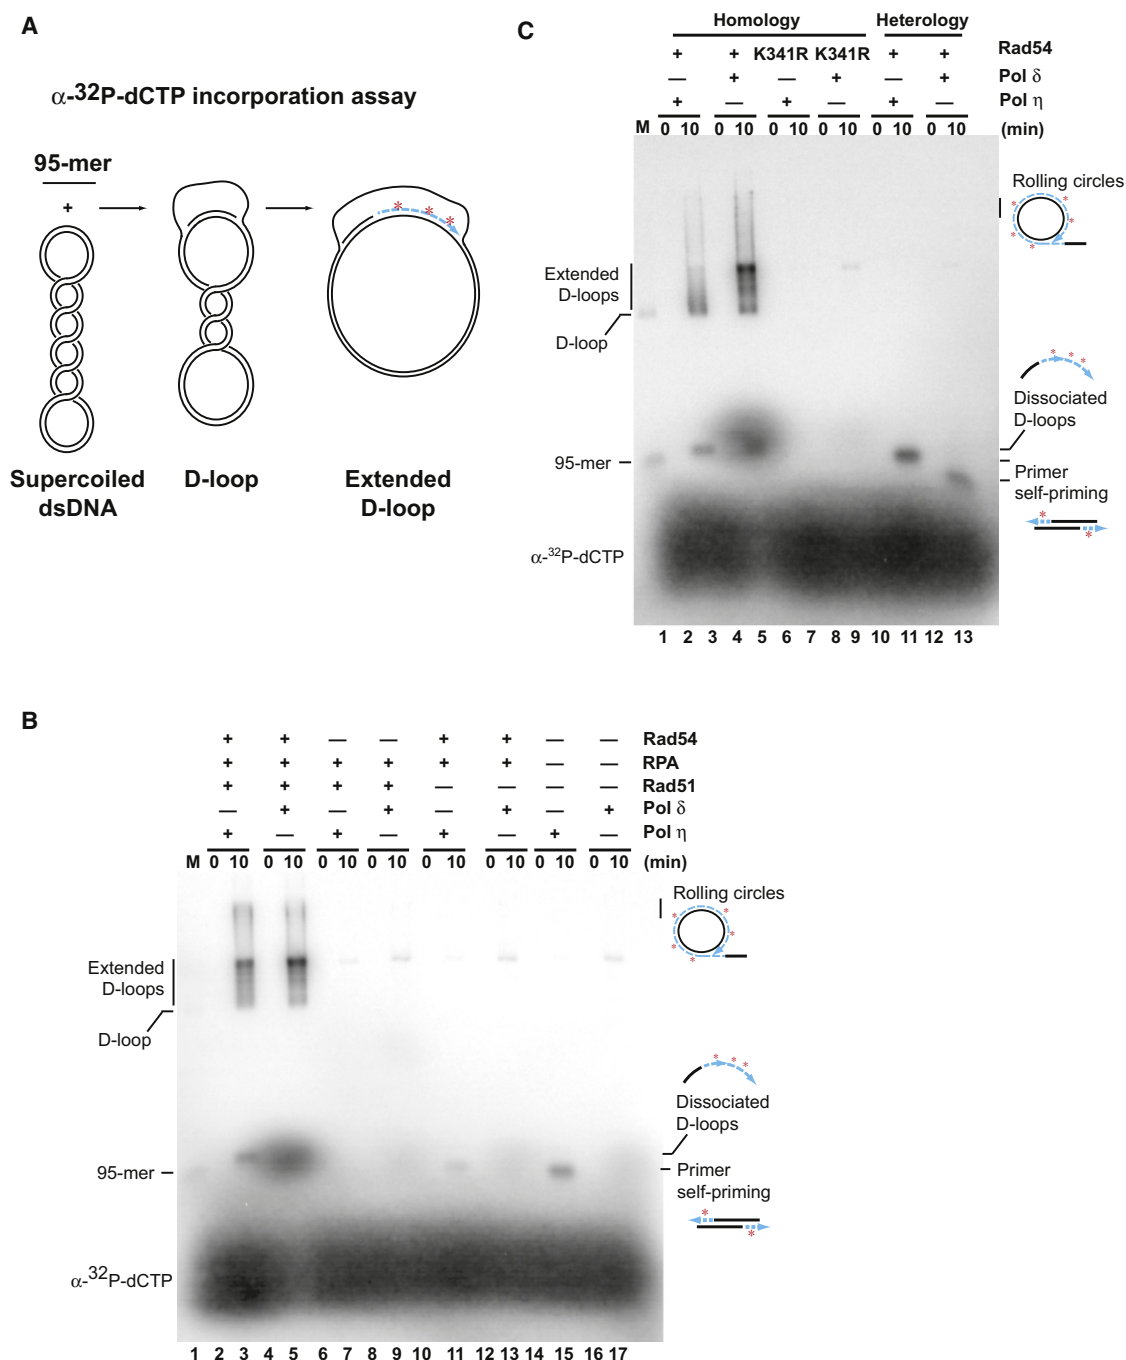 A
α-32P-dCTP incorporation assay
95-mer
+
Supercoiled
dsDNA
D-loop
Extended
D-loop
C
Homology
Heterology
+ + K341R K341R + + Rad54
— + — + — + Pol δ
+ — + — + — Pol η
M 0 10 0 10 0 10 0 10 0 10 0 10 (min)
Rolling circles
Extended
D-loops
D-loop
Dissociated
D-loops
95-mer
Primer
self-priming
α-32P-dCTP
1 2 3 4 5 6 7 8 9 10 11 12 13
B
+ + — — + + — — Rad54
+ + + + + + — — RPA
+ + + + — — — — Rad51
— + — + — + — + Pol δ
+ — + — + — + — Pol η
M 0 10 0 10 0 10 0 10 0 10 0 10 0 10 0 10 (min)
Rolling circles
Extended
D-loops
D-loop
Dissociated
D-loops
95-mer
Primer
self-priming
α-32P-dCTP
1 2 3 4 5 6 7 8 9 10 11 12 13 14 15 16 17